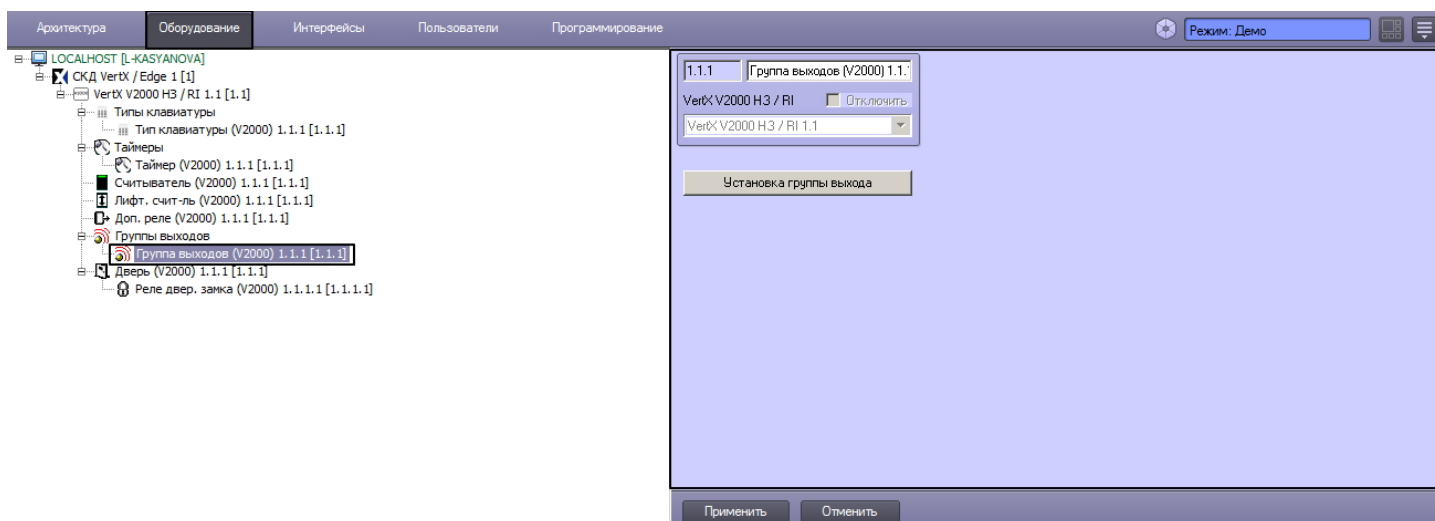 Архитектура Оборудование Интерфейсы Пользователи Программирование Режим: Демо
LOCALHOST [L-KASYANOVA]
СКД VertX / Edge 1 [1]
VertX V2000 H3 / RI 1.1 [1.1]
Типы клавиатуры
Тип клавиатуры (V2000) 1.1.1 [1.1.1]
Таймеры
Таймер (V2000) 1.1.1 [1.1.1]
Считыватель (V2000) 1.1.1 [1.1.1]
Лифт. счит-ль (V2000) 1.1.1 [1.1.1]
Доп. реле (V2000) 1.1.1 [1.1.1]
Группы выходов
Группа выходов (V2000) 1.1.1 [1.1.1]
Дверь (V2000) 1.1.1 [1.1.1]
Реле двер. замка (V2000) 1.1.1.1 [1.1.1.1]
1.1.1 Группа выходов (V2000) 1.1.
VertX V2000 H3 / RI Отключить
VertX V2000 H3 / RI 1.1
Установка группы выхода
Применить Отменить